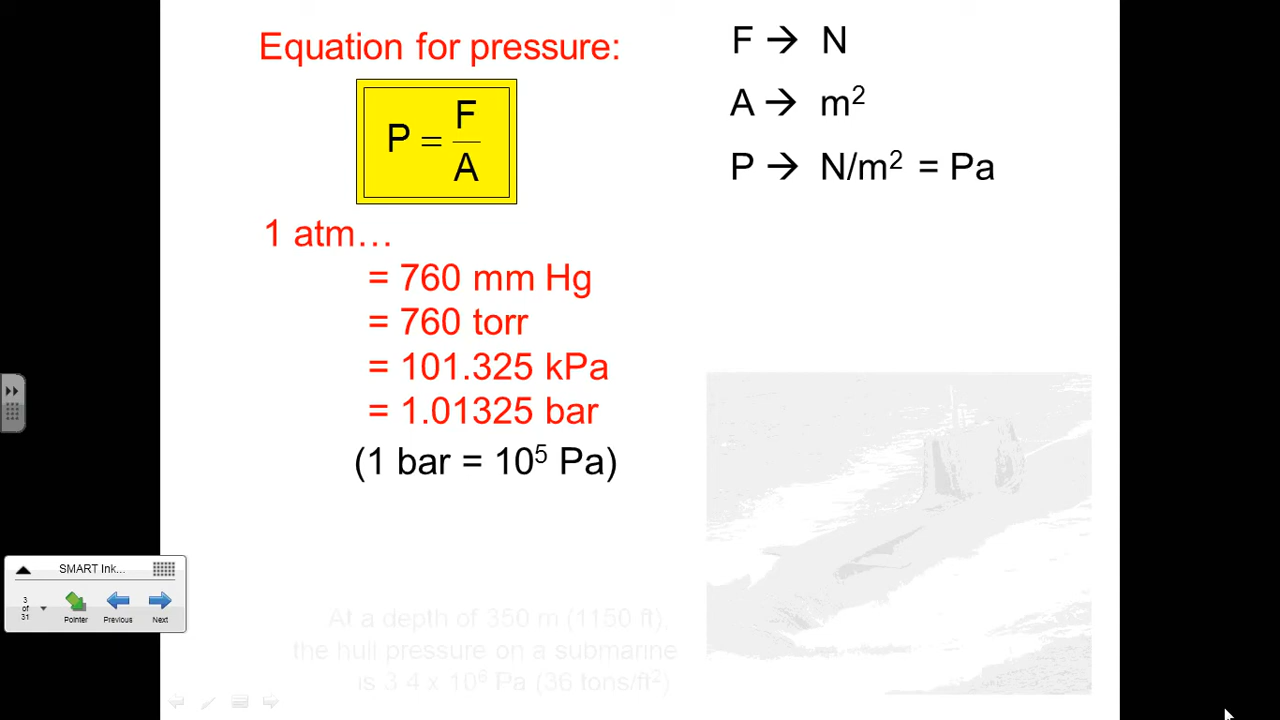 Equation for pressure:
P = F/A
F → N
A → m²
P → N/m² = Pa
1 atm…
= 760 mm Hg
= 760 torr
= 101.325 kPa
= 1.01325 bar
(1 bar = 10⁵ Pa)
At a depth of 350 m (1150 ft),
the hull pressure on a submarine
is 3.4 x 10⁶ Pa (36 tons/ft²)
SMART Ink...
3
of
31
Pointer
Previous
Next